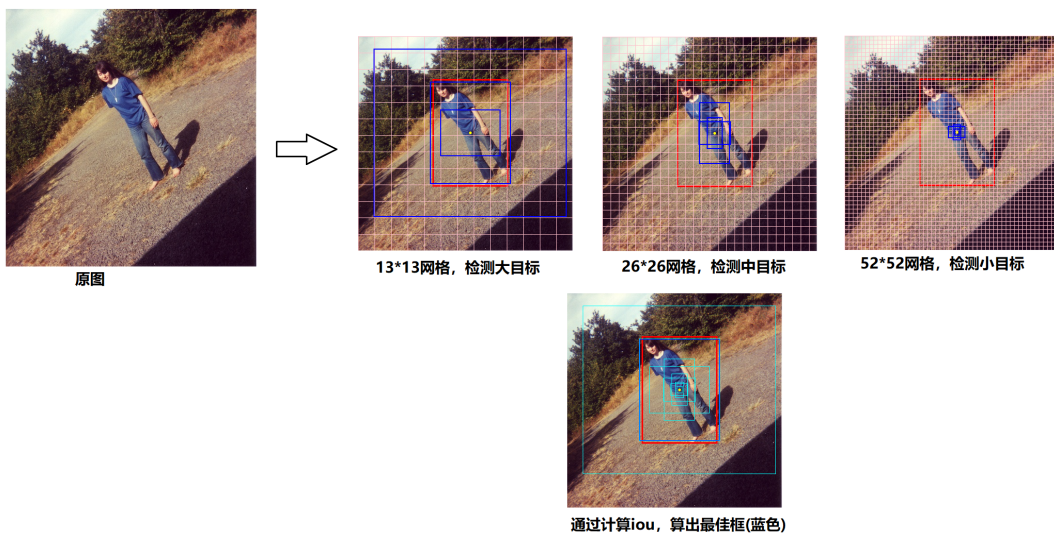 原图
13*13网格，检测大目标
26*26网格，检测中目标
52*52网格，检测小目标
通过计算iou，算出最佳框(蓝色)